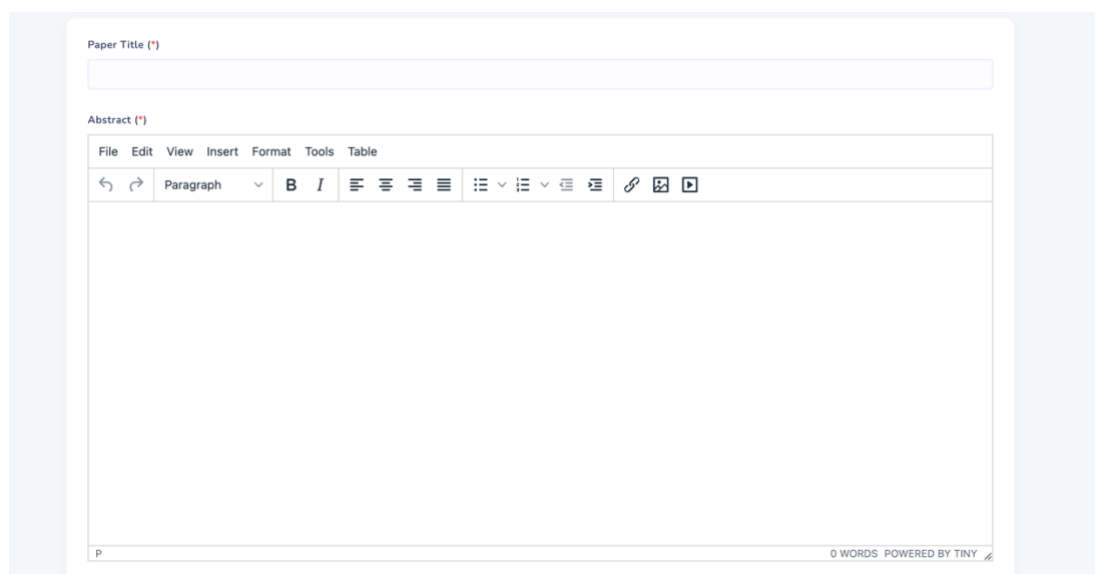 Paper Title (*)
Abstract (*)
File Edit View Insert Format Tools Table
Paragraph B I
P 0 WORDS POWERED BY TINY